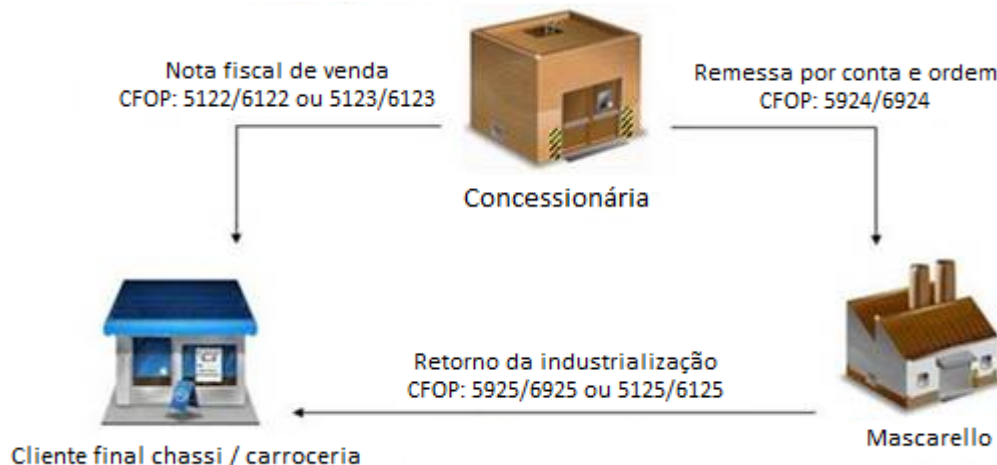 Nota fiscal de venda
CFOP: 5122/6122 ou 5123/6123
Remessa por conta e ordem
CFOP: 5924/6924
Concessionária
Retorno da industrialização
CFOP: 5925/6925 ou 5125/6125
Mascarello
Cliente final chassi / carroceria